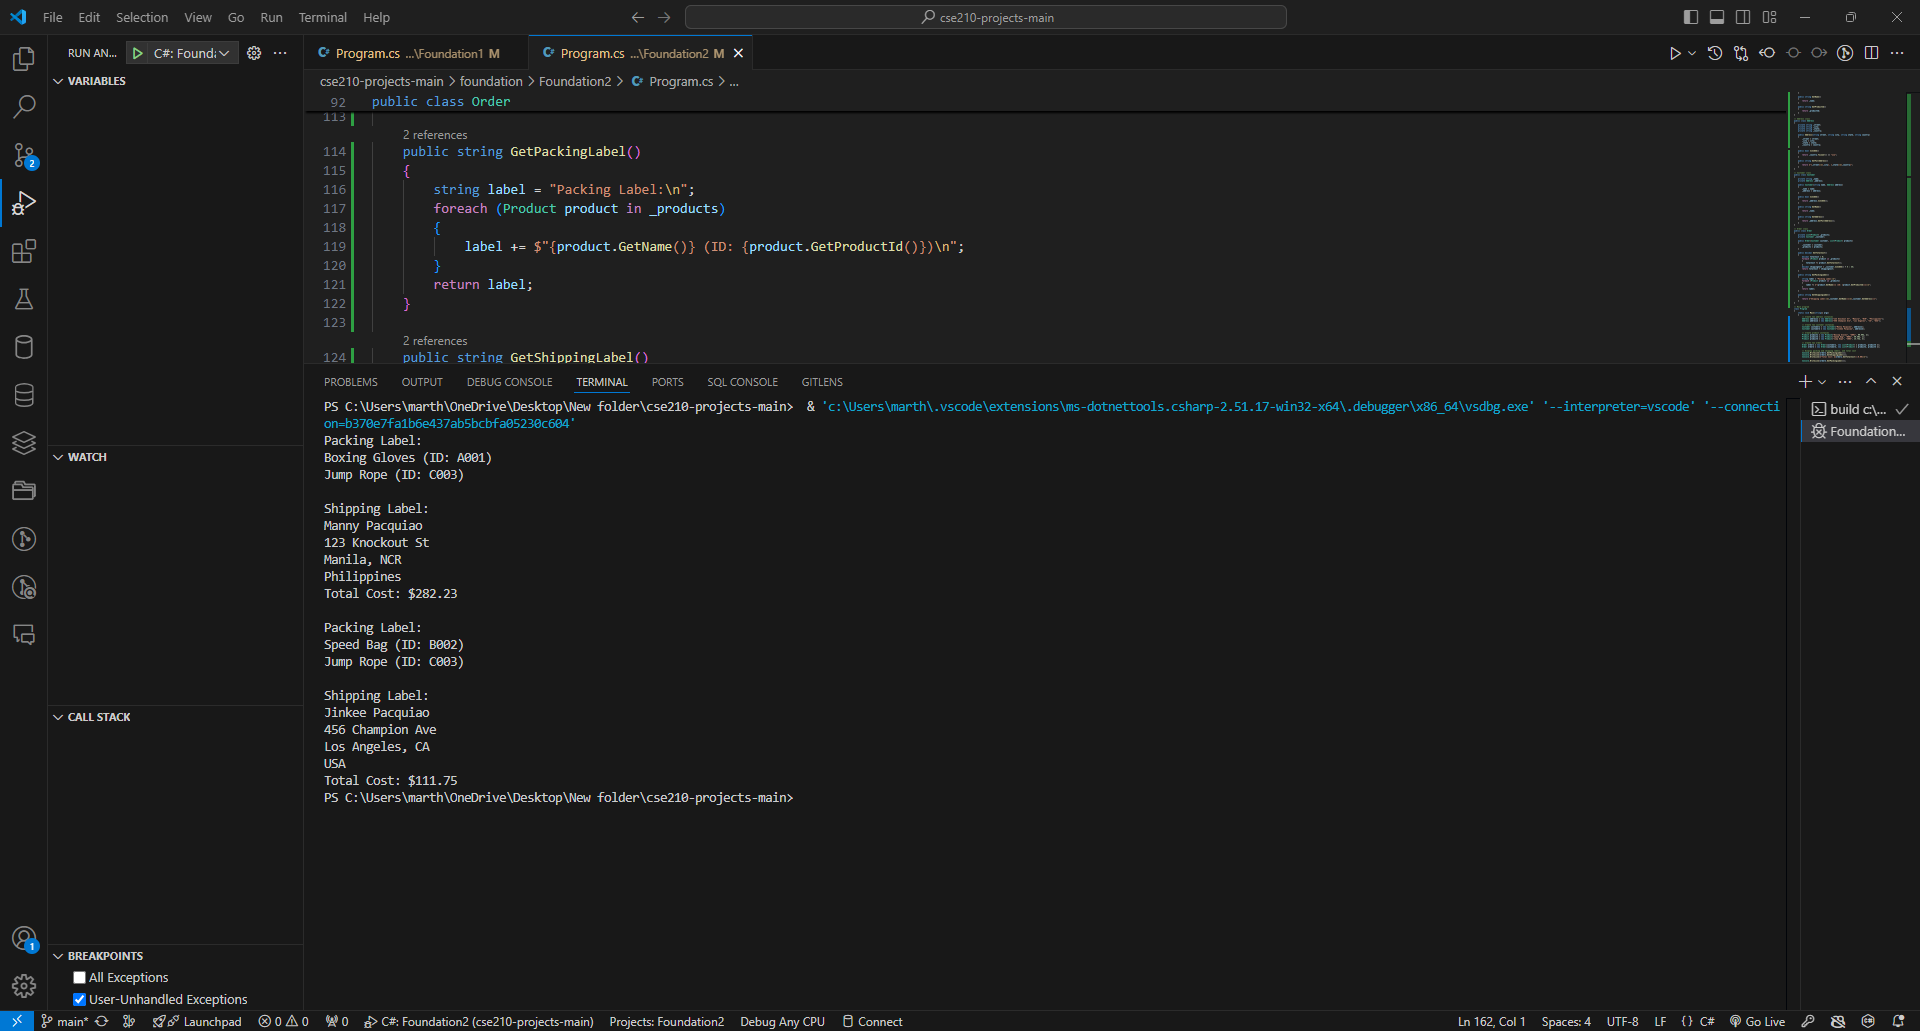 File Edit Selection View Go Run Terminal Help
cse210-projects-main
RUN AN... C#: Founda
Program.cs ...\Foundation1 M
Program.cs ...\Foundation2 M
cse210-projects-main > foundation > Foundation2 > Program.cs > ...
VARIABLES
92 public class Order
113
2 references
114 public string GetPackingLabel()
115 {
116 string label = "Packing Label:\n";
117 foreach (Product product in _products)
118 {
119 label += $"{product.GetName()} (ID: {product.GetProductId()})\n";
120 }
121 return label;
122 }
123
2 references
124 public string GetShippingLabel()
PROBLEMS OUTPUT DEBUG CONSOLE TERMINAL PORTS SQL CONSOLE GITLENS
PS C:\Users\marth\OneDrive\Desktop\New folder\cse210-projects-main> & 'c:\Users\marth\.vscode\extensions\ms-dotnettools.csharp-2.51.17-win32-x64\.debugger\x86_64\vsdbg.exe' '--interpreter=vscode' '--connecti
on=b370e7fa1b6e437ab5bcbfa05230c604'
Packing Label:
Boxing Gloves (ID: A001)
Jump Rope (ID: C003)
Shipping Label:
Manny Pacquiao
123 Knockout St
Manila, NCR
Philippines
Total Cost: $282.23
Packing Label:
Speed Bag (ID: B002)
Jump Rope (ID: C003)
Shipping Label:
Jinkee Pacquiao
456 Champion Ave
Los Angeles, CA
USA
Total Cost: $111.75
PS C:\Users\marth\OneDrive\Desktop\New folder\cse210-projects-main>
build c:\...
Foundation...
WATCH
CALL STACK
BREAKPOINTS
All Exceptions
User-Unhandled Exceptions
2
1
main* Launchpad 0 0 0 C#: Foundation2 (cse210-projects-main) Projects: Foundation2 Debug Any CPU Connect Ln 162, Col 1 Spaces: 4 UTF-8 LF {} C# Go Live